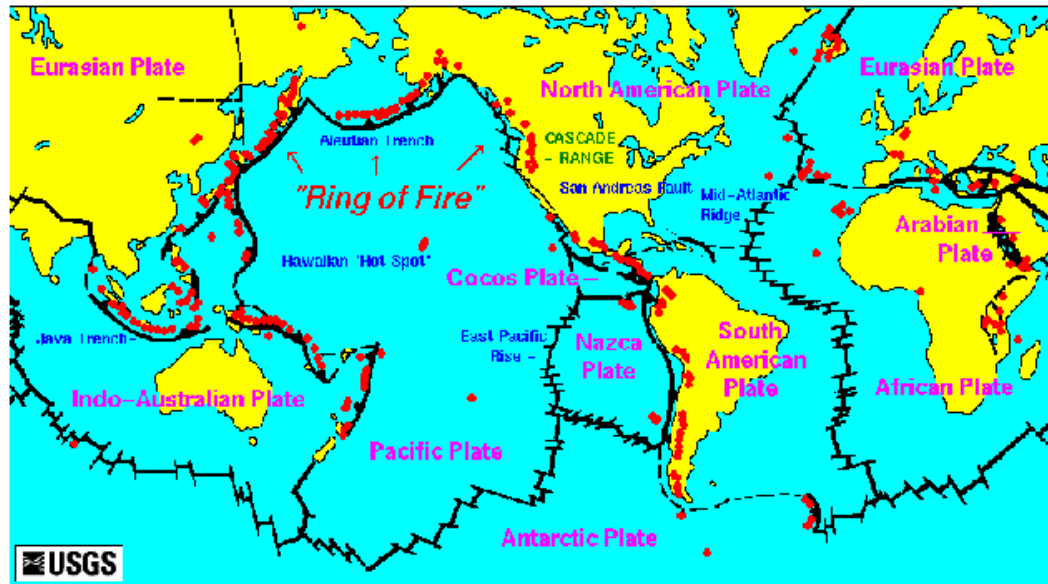 Eurasian Plate
Eurasian Plate
North American Plate
Aleutian Trench
CASCADE
- RANGE
"Ring of Fire"
San Andreas Fault
Mid-Atlantic
Ridge
Arabian
Plate
Hawaiian "Hot Spot"
Cocos Plate
Java Trench
East Pacific
Rise
Nazca
Plate
South
American
Plate
Indo-Australian Plate
African Plate
Pacific Plate
Antarctic Plate
USGS